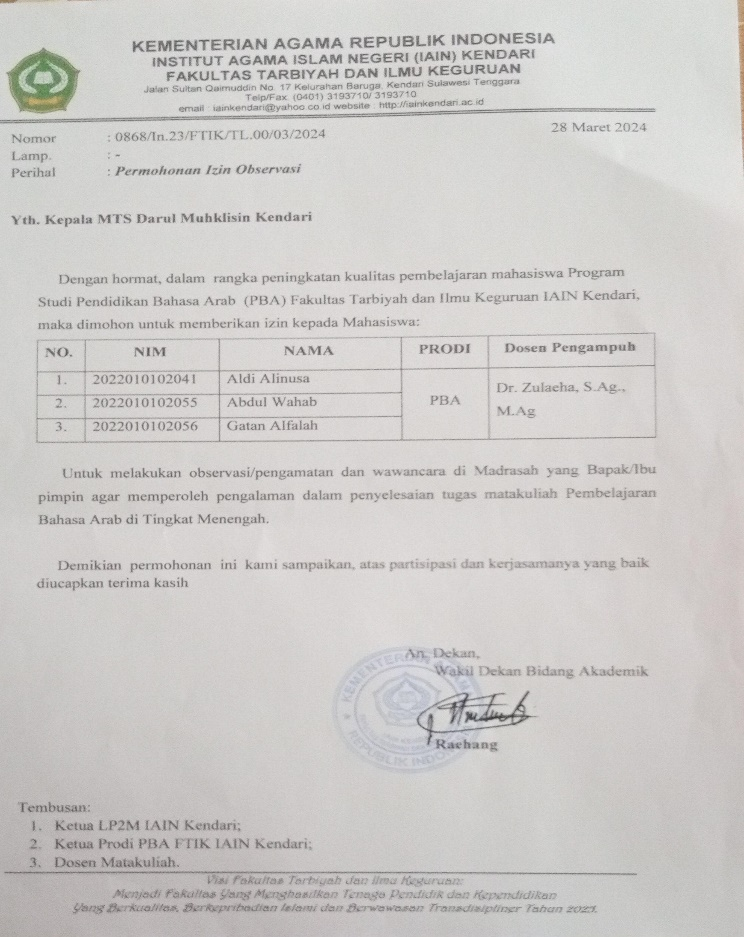 KEMENTERIAN AGAMA REPUBLIK INDONESIA
INSTITUT AGAMA ISLAM NEGERI (IAIN) KENDARI
FAKULTAS TARBIYAH DAN ILMU KEGURUAN
Jalan Sultan Qaimuddin No. 17 Kelurahan Baruga, Kendari Sulawesi Tenggara
Telp/Fax. (0401) 3193710/ 3193710
email : iainkendari@yahoo.co.id website : http://iainkendari.ac.id
28 Maret 2024
Nomor : 0868/In.23/FTIK/TL.00/03/2024
Lamp. : -
Perihal : Permohonan Izin Observasi
Yth. Kepala MTS Darul Muhklisin Kendari
Dengan hormat, dalam rangka peningkatan kualitas pembelajaran mahasiswa Program
Studi Pendidikan Bahasa Arab (PBA) Fakultas Tarbiyah dan Ilmu Keguruan IAIN Kendari,
maka dimohon untuk memberikan izin kepada Mahasiswa:
NO. NIM NAMA PRODI Dosen Pengampuh
1. 2022010102041 Aldi Alinusa
2. 2022010102055 Abdul Wahab
3. 2022010102056 Gatan Alfalah
PBA
Dr. Zulaeha, S.Ag.,
M.Ag
Untuk melakukan observasi/pengamatan dan wawancara di Madrasah yang Bapak/Ibu
pimpin agar memperoleh pengalaman dalam penyelesaian tugas matakuliah Pembelajaran
Bahasa Arab di Tingkat Menengah.
Demikian permohonan ini kami sampaikan, atas partisipasi dan kerjasamanya yang baik
diucapkan terima kasih
An. Dekan,
Wakil Dekan Bidang Akademik
KEMENTERIAN AGAMA
REPUBLIK INDONESIA
Rachang
Tembusan:
1. Ketua LP2M IAIN Kendari;
2. Ketua Prodi PBA FTIK IAIN Kendari;
3. Dosen Matakuliah.
Visi Fakultas Tarbiyah dan Ilmu Keguruan:
Menjadi Fakultas Yang Menghasilkan Tenaga Pendidik dan Kependidikan
Yang Berkualitas, Berkepribadian Islami dan Berwawasan Transdisipliner Tahun 2025.